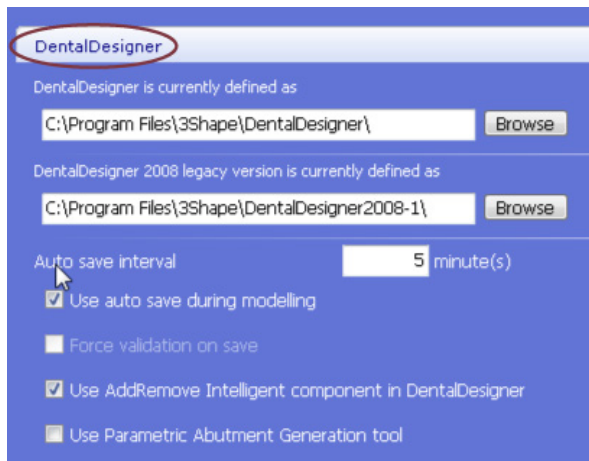 DentalDesigner
DentalDesigner is currently defined as
C:\Program Files\3Shape\DentalDesigner\
Browse
DentalDesigner 2008 legacy version is currently defined as
C:\Program Files\3Shape\DentalDesigner2008-1\
Browse
Auto save interval 5 minute(s)
Use auto save during modelling
Force validation on save
Use AddRemove Intelligent component in DentalDesigner
Use Parametric Abutment Generation tool